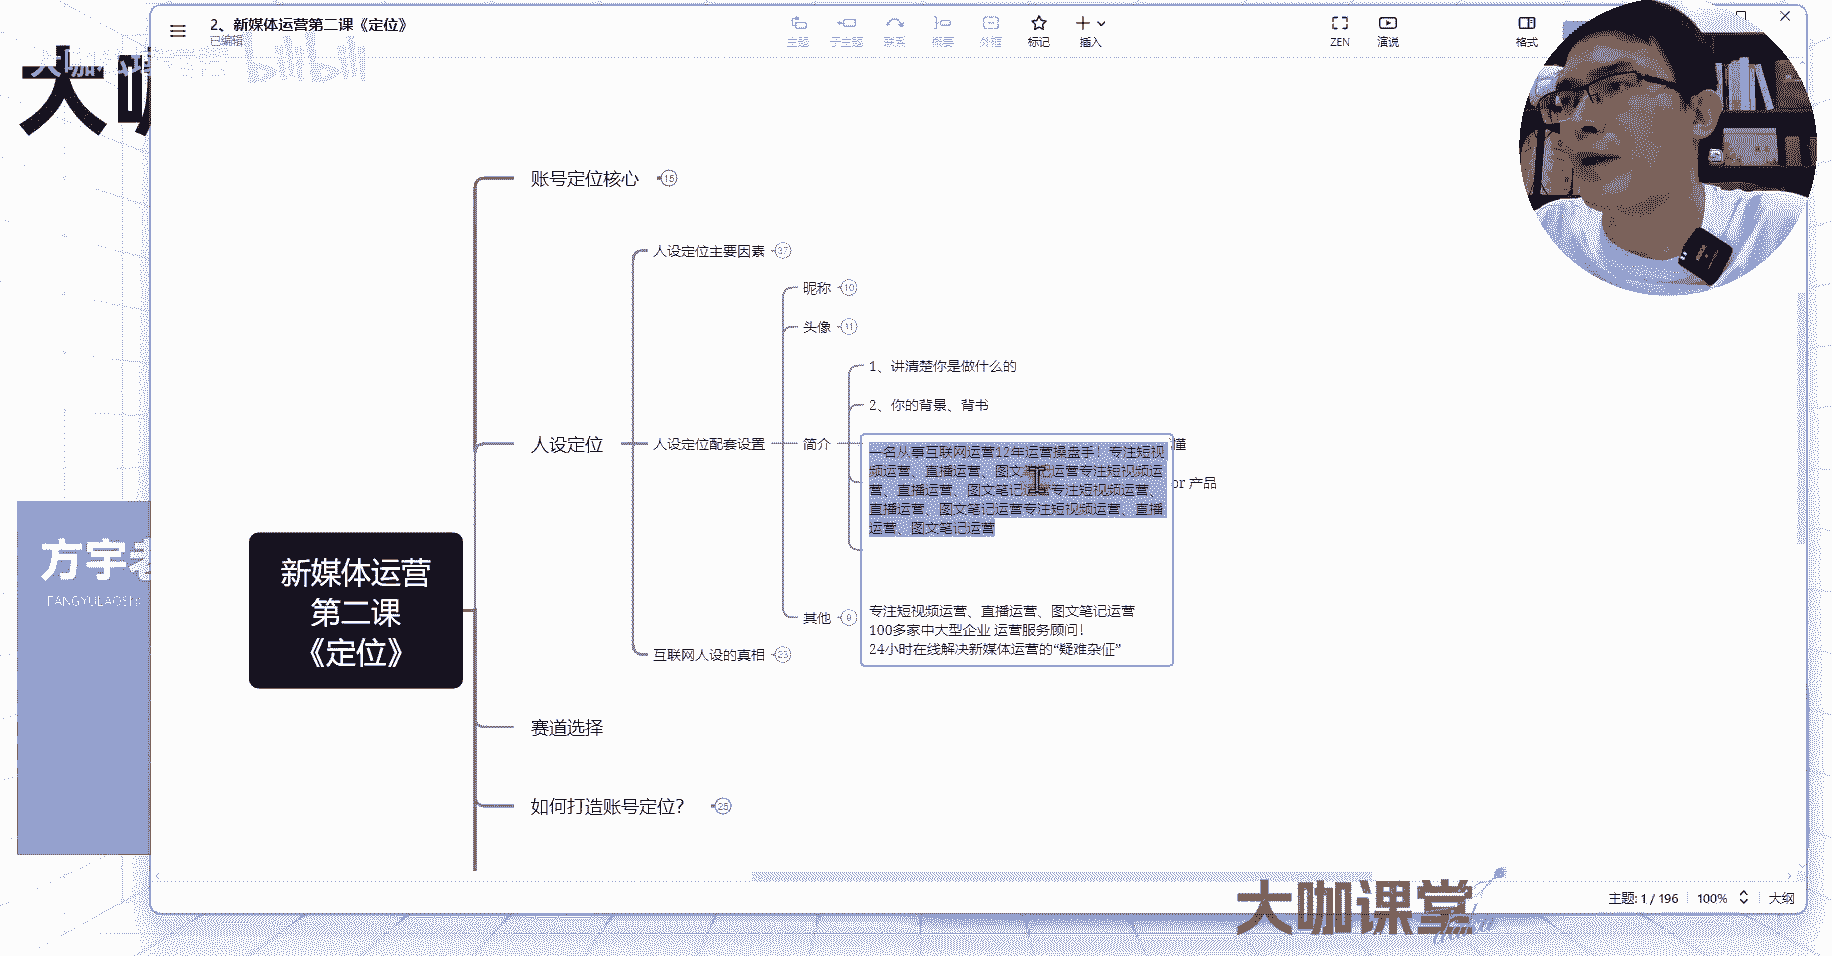 2、新媒体运营第二课《定位》
已编辑
主题
子主题
联系
概要
外框
标记
插入
ZEN
演说
格式
大咖
bilibili
账号定位核心 15
人设定位主要因素 37
昵称 10
头像 11
1、讲清楚你是做什么的
2、你的背景、背书
人设定位
人设定位配套设置
简介
懂
一名从事互联网运营12年运营操盘手！专注短视
频运营、直播运营、图文笔记运营专注短视频运
营、直播运营、图文笔记运营专注短视频运营、
直播运营、图文笔记运营专注短视频运营、直播
运营、图文笔记运营
or 产品
专注短视频运营、直播运营、图文笔记运营
100多家中大型企业 运营服务顾问！
24小时在线解决新媒体运营的“疑难杂怔”
其他 9
互联网人设的真相 23
新媒体运营
第二课
《定位》
方宇老
FANGYULAOSHI
赛道选择
如何打造账号定位？ 25
大咖课堂
主题: 1 / 196
100%
大纲